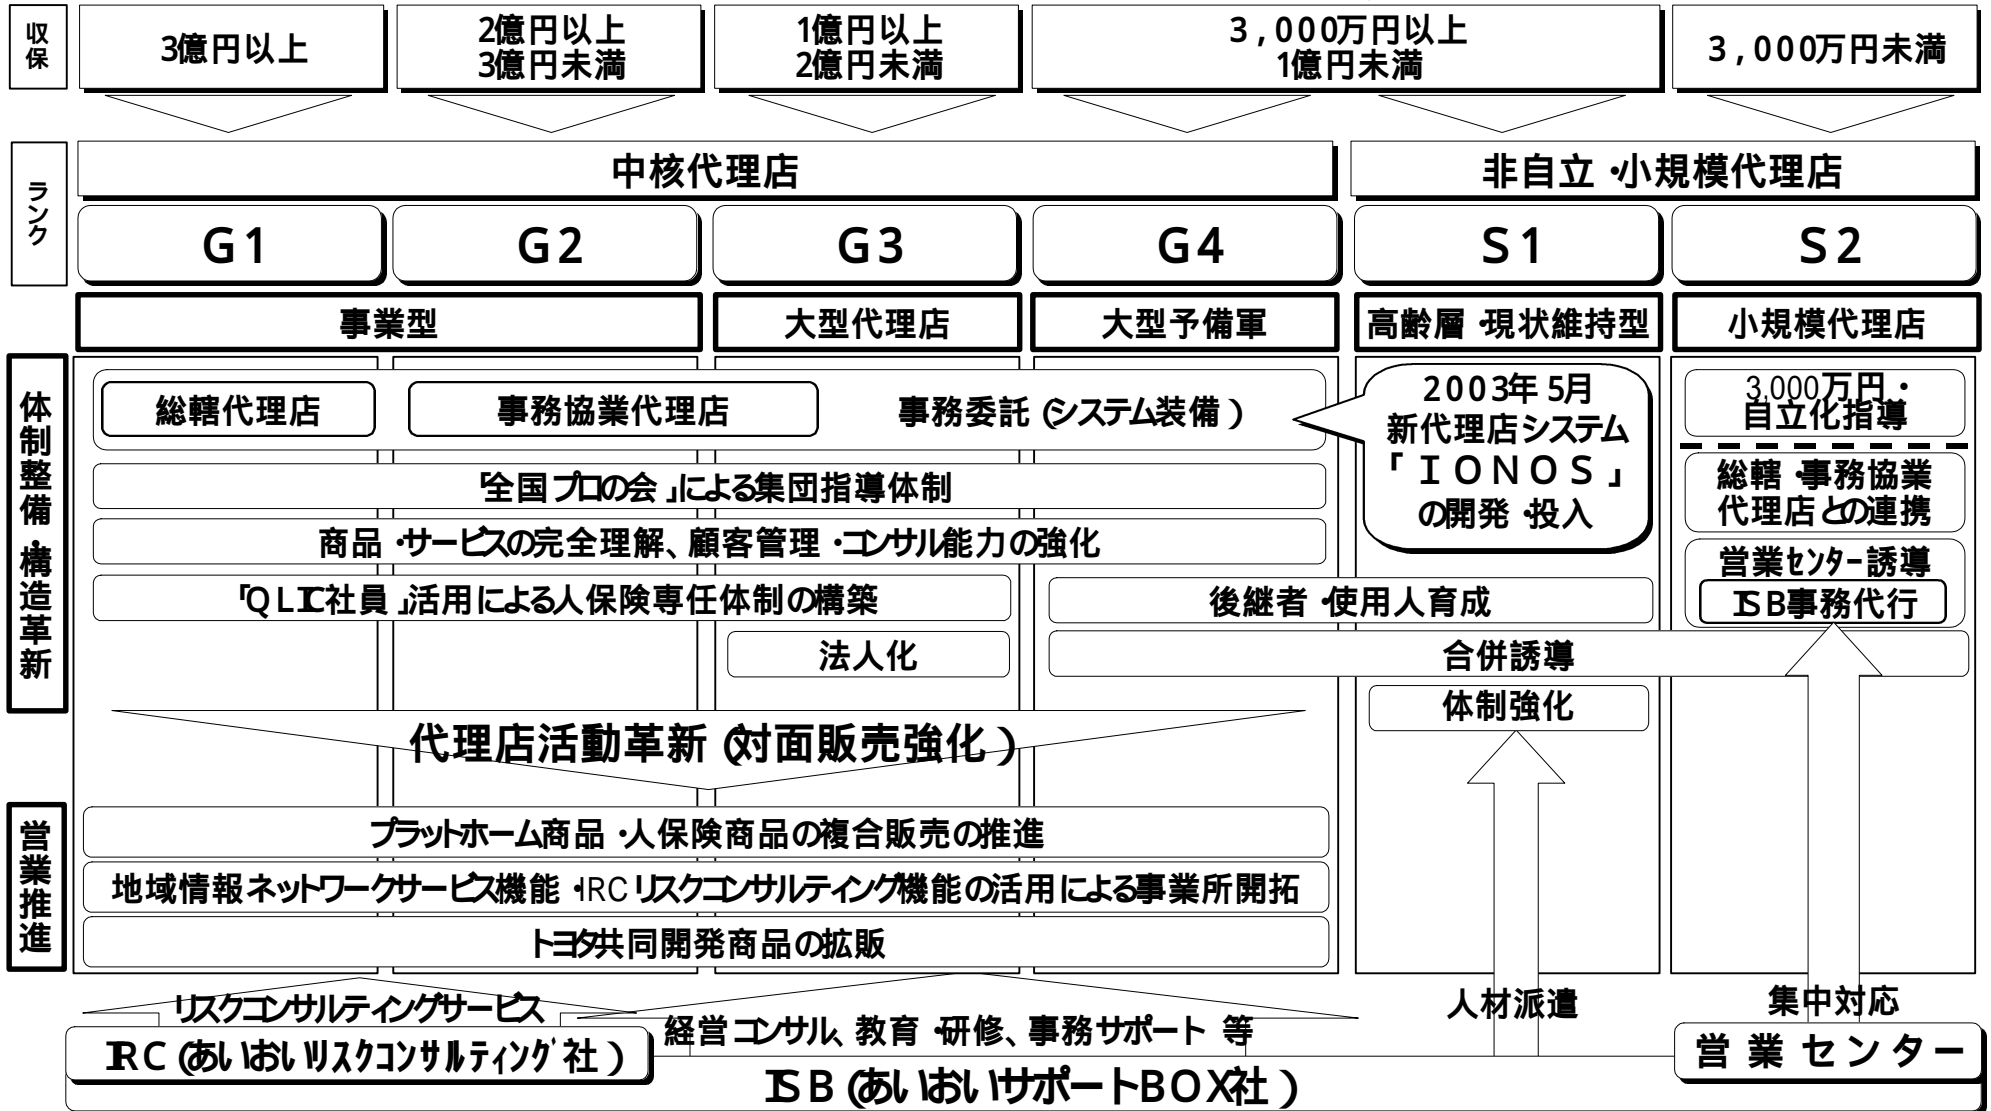 収保
3億円以上
2億円以上
3億円未満
1億円以上
2億円未満
3,000万円以上
1億円未満
3,000万円未満
ランク
中核代理店
非自立・小規模代理店
G1
G2
G3
G4
S1
S2
事業型
大型代理店
大型予備軍
高齢層・現状維持型
小規模代理店
体制整備・構造革新
総轄代理店
事務協業代理店
事務委託(システム装備)
2003年5月
新代理店システム
「IONOS」
の開発・投入
3,000万円・
自立化指導
「全国プロの会」による集団指導体制
総轄・事務協業
代理店との連携
商品・サービスの完全理解、顧客管理・コンサル能力の強化
営業センター誘導
ISB事務代行
「QLIC社員」活用による人保険専任体制の構築
後継者・使用人育成
法人化
合併誘導
体制強化
代理店活動革新(対面販売強化)
営業推進
プラットホーム商品・人保険商品の複合販売の推進
地域情報ネットワークサービス機能・IRCリスクコンサルティング機能の活用による事業所開拓
トヨタ共同開発商品の拡販
リスクコンサルティングサービス
IRC(あいおいリスクコンサルティング社)
経営コンサル、教育・研修、事務サポート 等
人材派遣
集中対応
営業センター
ISB(あいおいサポートBOX社)